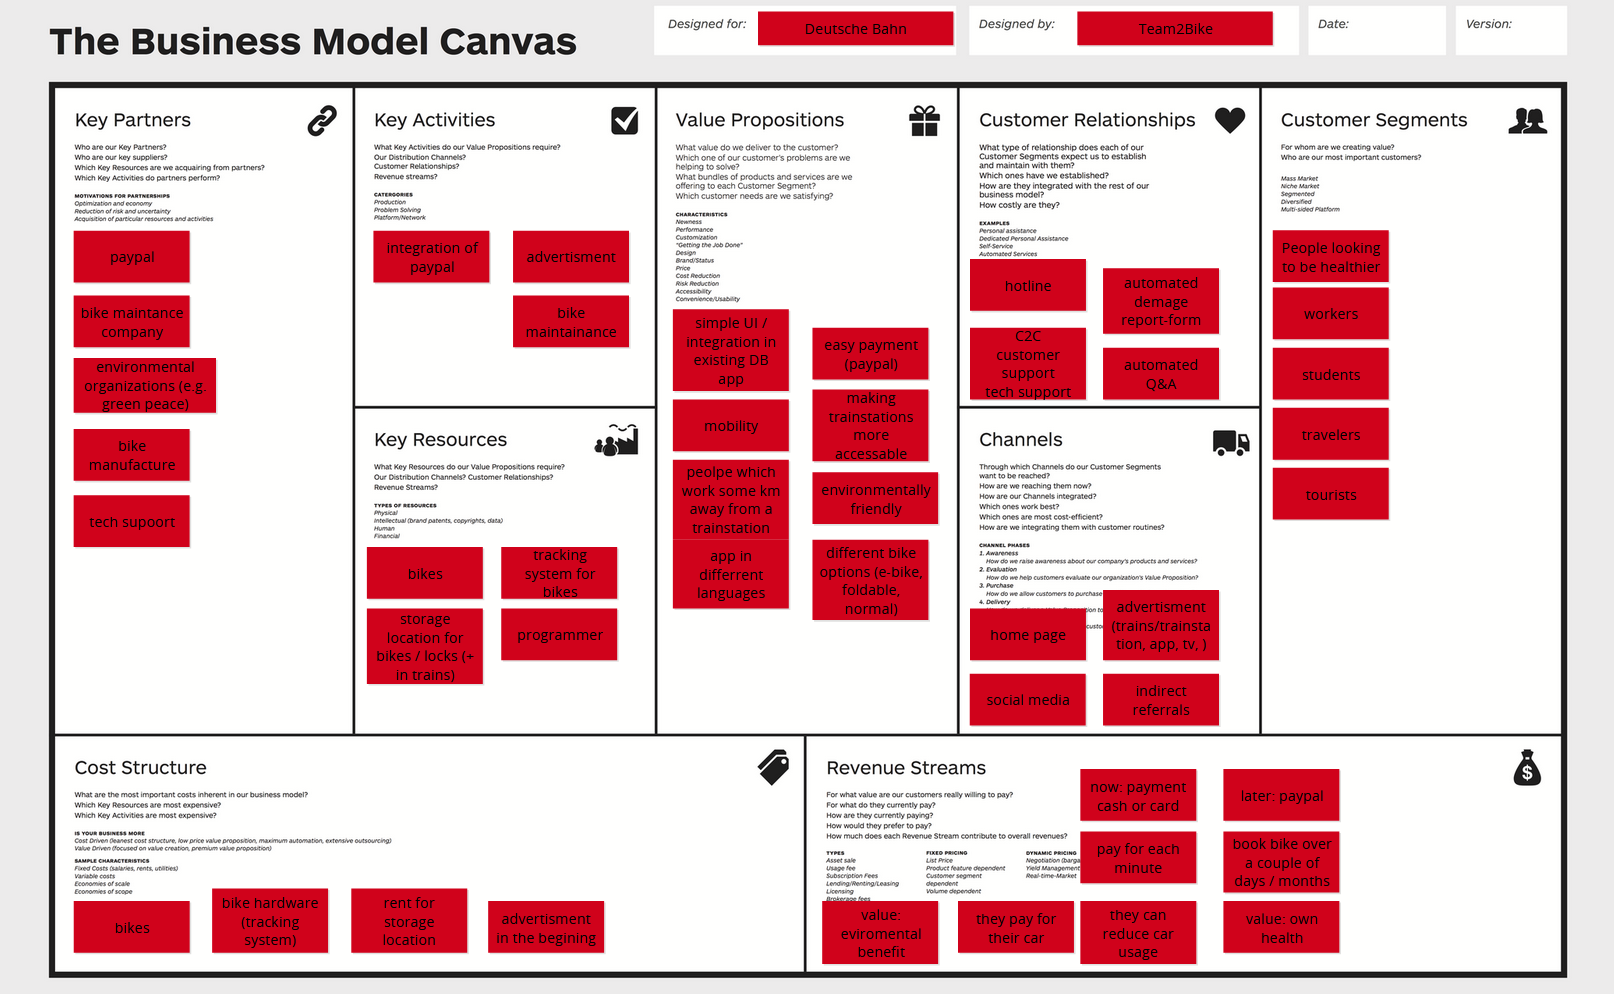 The Business Model Canvas
Designed for:
Deutsche Bahn
Designed by:
Team2Bike
Date:
Version:
Key Partners
Who are our Key Partners?
Who are our key suppliers?
Which Key Resources are we acquairing from partners?
Which Key Activities do partners perform?
MOTIVATIONS FOR PARTNERSHIPS
Optimization and economy
Reduction of risk and uncertainty
Acquisition of particular resources and activities
paypal
bike maintance
company
environmental
organizations (e.g.
green peace)
bike
manufacture
tech supoort
Key Activities
What Key Activities do our Value Propositions require?
Our Distribution Channels?
Customer Relationships?
Revenue streams?
CATERGORIES
Production
Problem Solving
Platform/Network
integration of
paypal
advertisment
bike
maintainance
Key Resources
What Key Resources do our Value Propositions require?
Our Distribution Channels? Customer Relationships?
Revenue Streams?
TYPES OF RESOURCES
Physical
Intellectual (brand patents, copyrights, data)
Human
Financial
bikes
tracking
system for
bikes
storage
location for
bikes / locks (+
in trains)
programmer
Value Propositions
What value do we deliver to the customer?
Which one of our customer's problems are we
helping to solve?
What bundles of products and services are we
offering to each Customer Segment?
Which customer needs are we satisfying?
CHARACTERISTICS
Newness
Performance
Customization
"Getting the Job Done"
Design
Brand/Status
Price
Cost Reduction
Risk Reduction
Accessibility
Convenience/Usability
simple UI /
integration in
existing DB
app
easy payment
(paypal)
mobility
making
trainstations
more
accessable
peolpe which
work some km
away from a
trainstation
environmentally
friendly
app in
differrent
languages
different bike
options (e-bike,
foldable,
normal)
Customer Relationships
What type of relationship does each of our
Customer Segments expect us to establish
and maintain with them?
Which ones have we established?
How are they integrated with the rest of our
business model?
How costly are they?
EXAMPLES
Personal assistance
Dedicated Personal Assistance
Self-Service
Automated Services
hotline
automated
demage
report-form
C2C
customer
support
tech support
automated
Q&A
Channels
Through which Channels do our Customer Segments
want to be reached?
How are we reaching them now?
How are our Channels integrated?
Which ones work best?
Which ones are most cost-efficient?
How are we integrating them with customer routines?
CHANNEL PHASES
1. Awareness
How do we raise awareness about our company's products and services?
2. Evaluation
How do we help customers evaluate our organization's Value Proposition?
3. Purchase
How do we allow customers to purchase
4. Delivery
home page
advertisment
(trains/trainsta
tion, app, tv, )
social media
indirect
referrals
Customer Segments
For whom are we creating value?
Who are our most important customers?
Mass Market
Niche Market
Segmented
Diversified
Multi-sided Platform
People looking
to be healthier
workers
students
travelers
tourists
Cost Structure
What are the most important costs inherent in our business model?
Which Key Resources are most expensive?
Which Key Activities are most expensive?
IS YOUR BUSINESS MORE
Cost Driven (leanest cost structure, low price value proposition, maximum automation, extensive outsourcing)
Value Driven (focused on value creation, premium value proposition)
SAMPLE CHARACTERISTICS
Fixed Costs (salaries, rents, utilities)
Variable costs
Economies of scale
Economies of scope
bikes
bike hardware
(tracking
system)
rent for
storage
location
advertisment
in the begining
Revenue Streams
For what value are our customers really willing to pay?
For what do they currently pay?
How are they currently paying?
How would they prefer to pay?
How much does each Revenue Stream contribute to overall revenues?
TYPES
Asset sale
Usage fee
Subscription Fees
Lending/Renting/Leasing
Licensing
Brokerage fees
FIXED PRICING
List Price
Product feature dependent
Customer segment
dependent
Volume dependent
DYNAMIC PRICING
Negotiation
Yield Management
Real-time-Market
now: payment
cash or card
later: paypal
pay for each
minute
book bike over
a couple of
days / months
value:
eviromental
benefit
they pay for
their car
they can
reduce car
usage
value: own
health